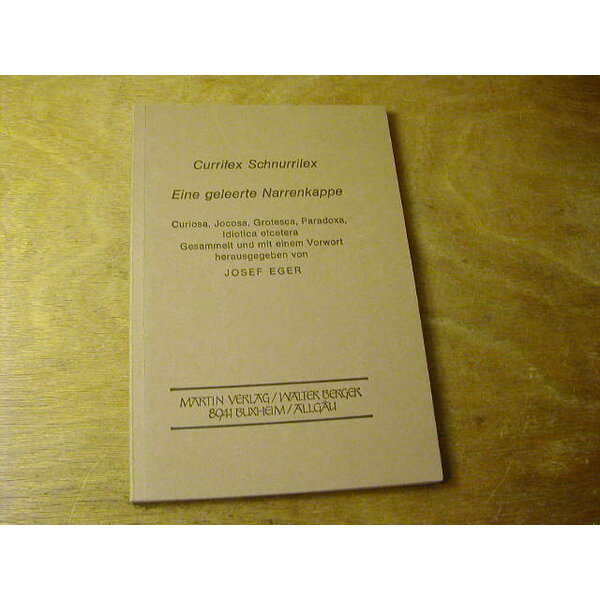 Currifex Schnurrilex
Eine geleerte Narrenkappe
Curiosa, Jocosa, Grotesca, Paradoxa,
Idiotica etcetera
Gesammelt und mit einem Vorwort
herausgegeben von
JOSEF EGER
MARTIN VERLAG/WALTER BERGER
8941 BUXHEIM/ALLGÄU